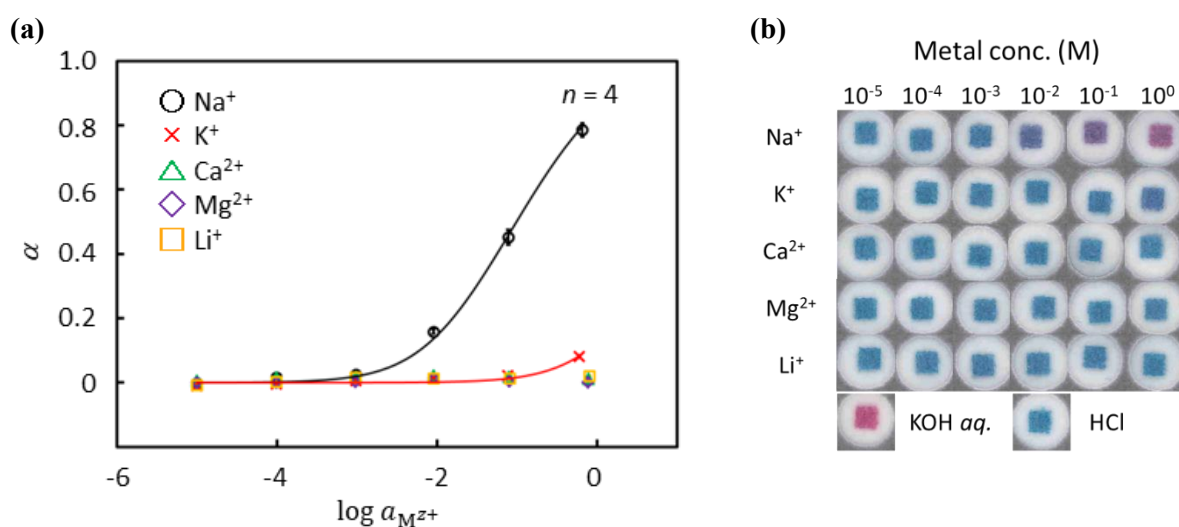 (a)
1.0
0.8
0.6
0.4
0.2
0
-6
-4
-2
0
α
log a_M^z+
n = 4
Na⁺
K⁺
Ca²⁺
Mg²⁺
Li⁺
(b)
Metal conc. (M)
10⁻⁵ 10⁻⁴ 10⁻³ 10⁻² 10⁻¹ 10⁰
Na⁺
K⁺
Ca²⁺
Mg²⁺
Li⁺
KOH aq.
HCl